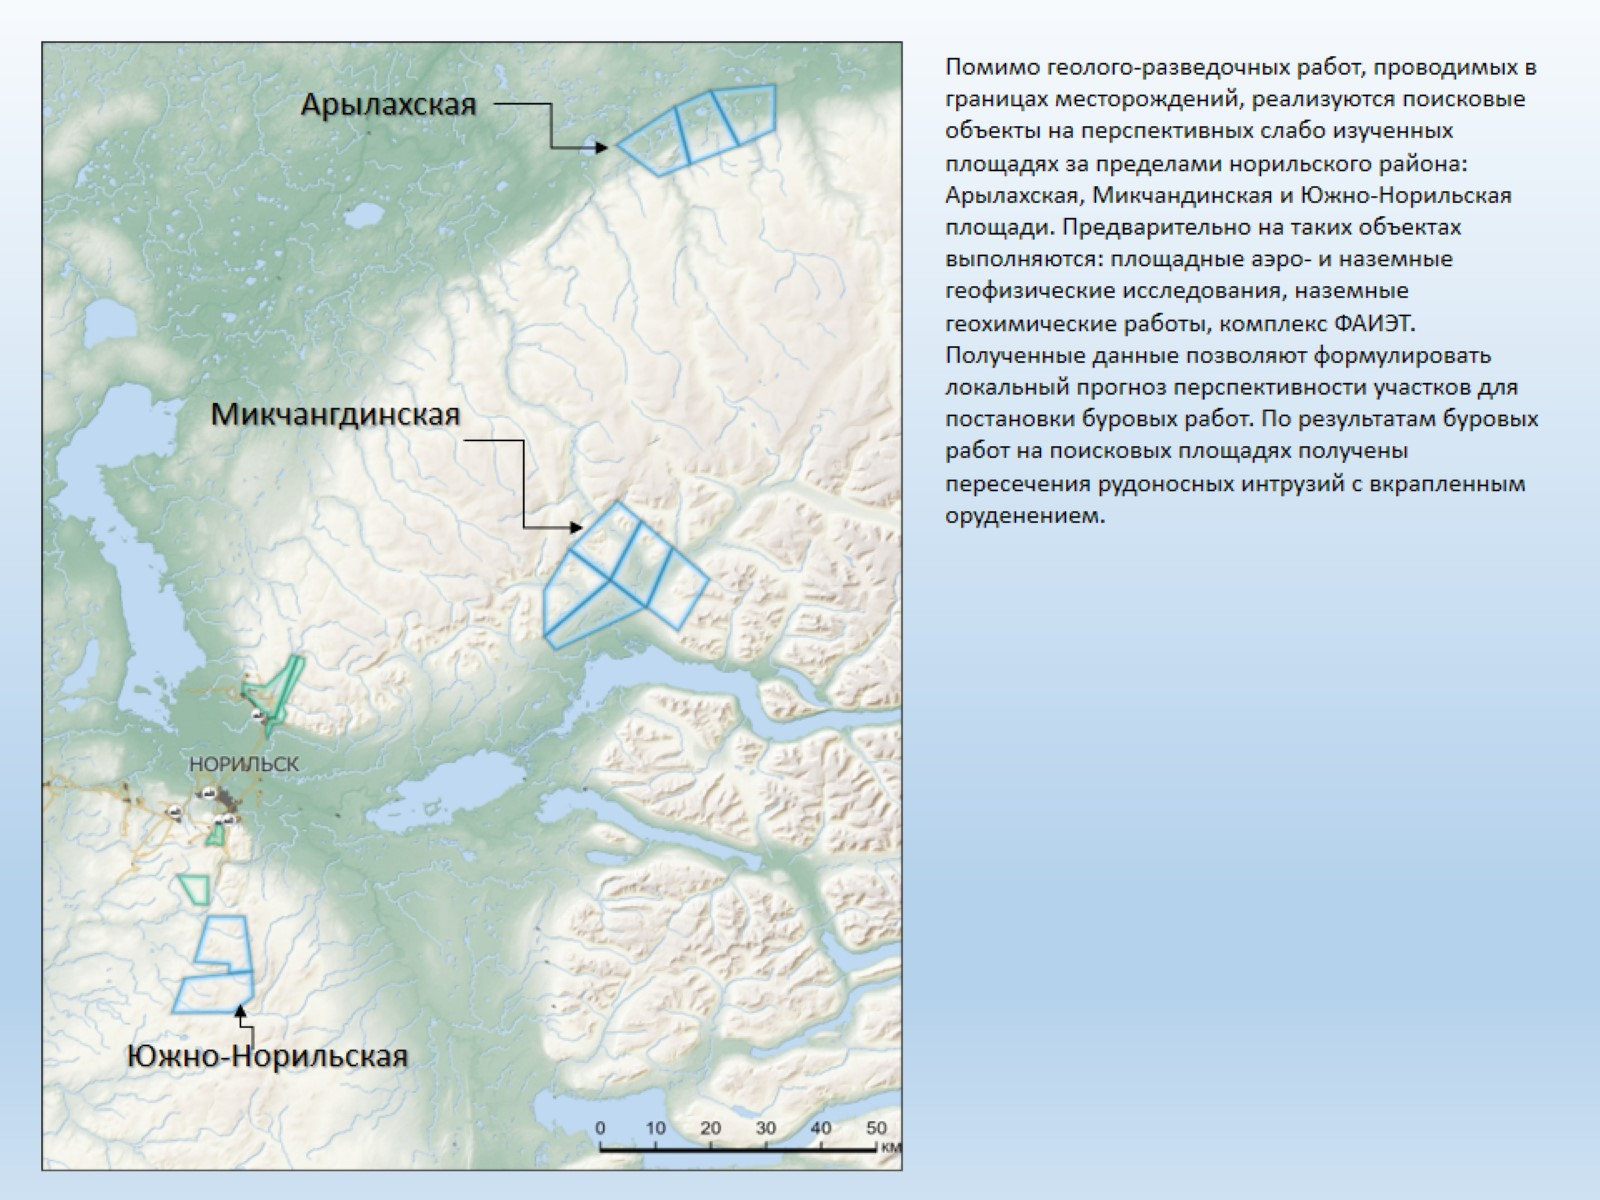 Арылахская
Микчангдинская
НОРИЛЬСК
Южно-Норильская
0 10 20 30 40 50
км
Помимо геолого-разведочных работ, проводимых в
границах месторождений, реализуются поисковые
объекты на перспективных слабо изученных
площадях за пределами норильского района:
Арылахская, Микчандинская и Южно-Норильская
площади. Предварительно на таких объектах
выполняются: площадные аэро- и наземные
геофизические исследования, наземные
геохимические работы, комплекс ФАИЭТ.
Полученные данные позволяют формулировать
локальный прогноз перспективности участков для
постановки буровых работ. По результатам буровых
работ на поисковых площадях получены
пересечения рудоносных интрузий с вкрапленным
оруденением.